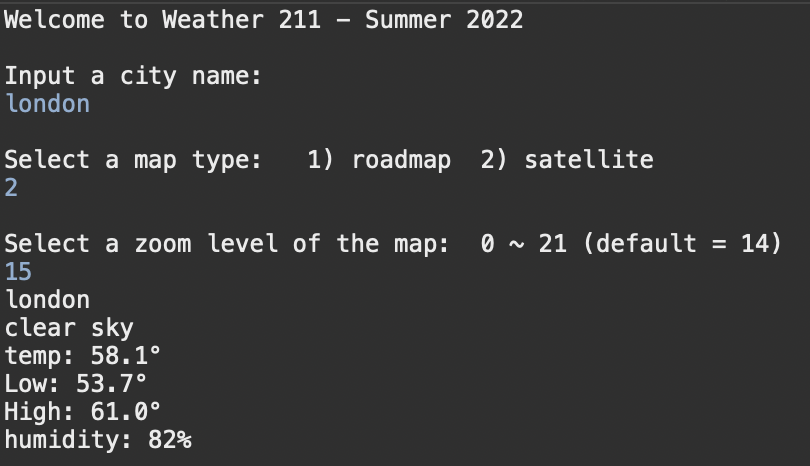 Welcome to Weather 211 – Summer 2022
Input a city name:
london
Select a map type:   1) roadmap  2) satellite
2
Select a zoom level of the map:  0 ~ 21 (default = 14)
15
london
clear sky
temp: 58.1°
Low: 53.7°
High: 61.0°
humidity: 82%